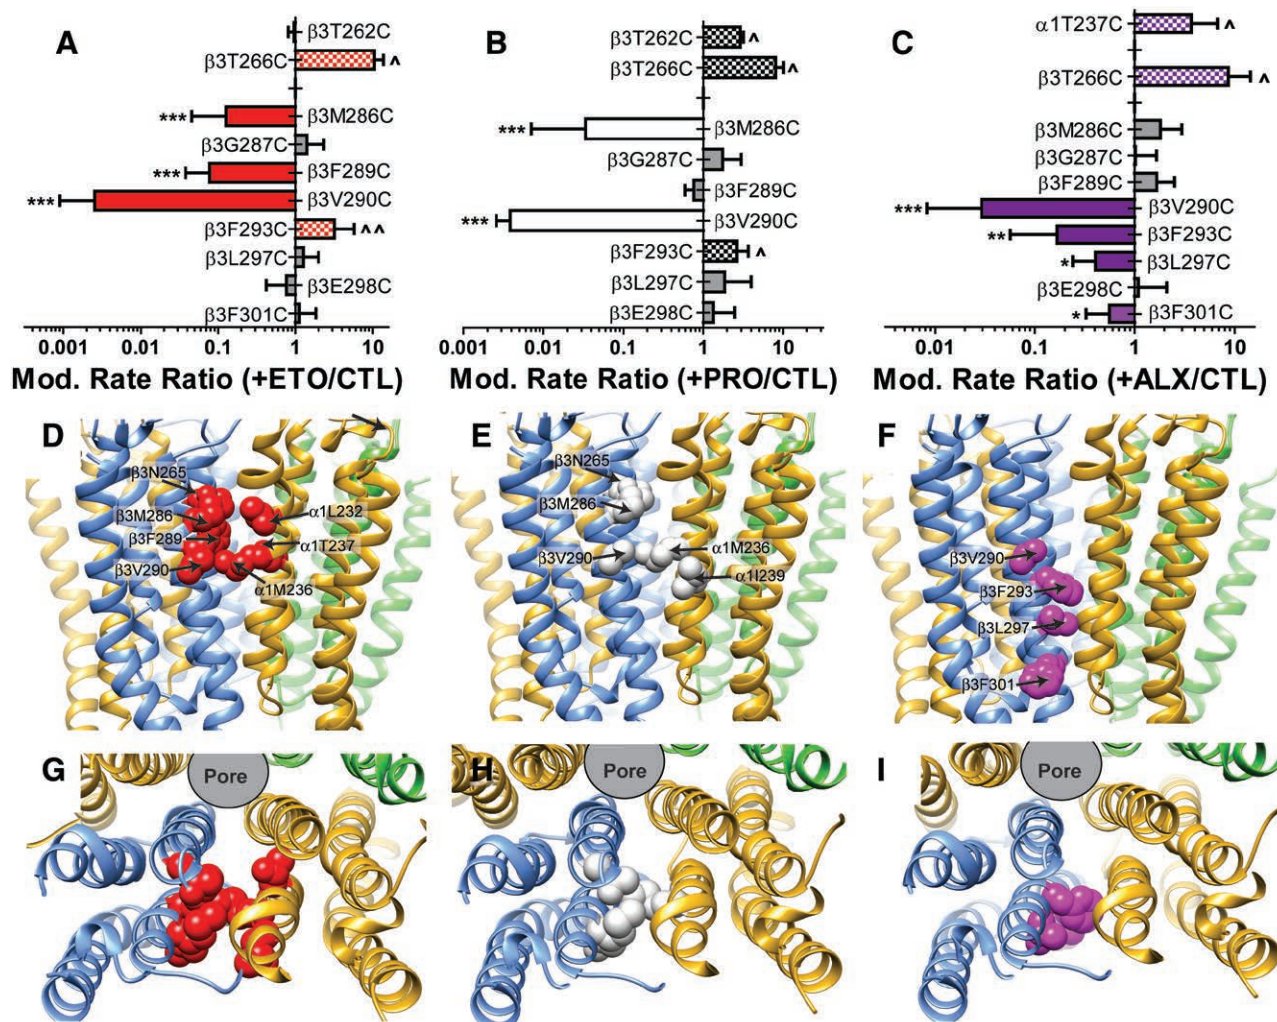 A
β3T262C
β3T266C
^
***
β3M286C
β3G287C
***
β3F289C
***
β3V290C
β3F293C
^^
β3L297C
β3E298C
β3F301C
0.001 0.01 0.1 1 10
Mod. Rate Ratio (+ETO/CTL)
B
β3T262C
^
β3T266C
^
***
β3M286C
β3G287C
β3F289C
***
β3V290C
β3F293C
^
β3L297C
β3E298C
0.001 0.01 0.1 1 10
Mod. Rate Ratio (+PRO/CTL)
C
α1T237C
^
β3T266C
^
β3M286C
β3G287C
β3F289C
***
β3V290C
**
β3F293C
*
β3L297C
β3E298C
*
β3F301C
0.01 0.1 1 10
Mod. Rate Ratio (+ALX/CTL)
D
β3N265
β3M286
β3F289
β3V290
α1L232
α1T237
α1M236
E
β3N265
β3M286
β3V290
α1M236
α1I239
F
β3V290
β3F293
β3L297
β3F301
G
Pore
H
Pore
I
Pore